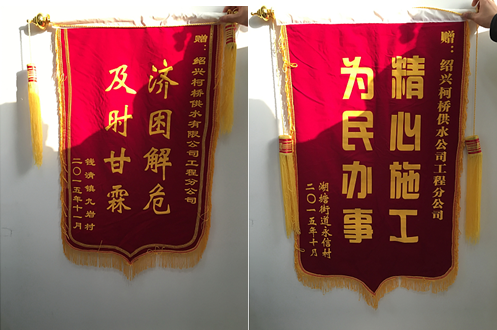 赠：绍兴柯桥供水有限公司工程分公司
济困解危
及时甘霖
钱清镇九岩村
二〇一五年十一月
赠：绍兴柯桥供水公司工程分公司
精心施工
为民办事
湖塘街道·永信村
二〇一五年十月